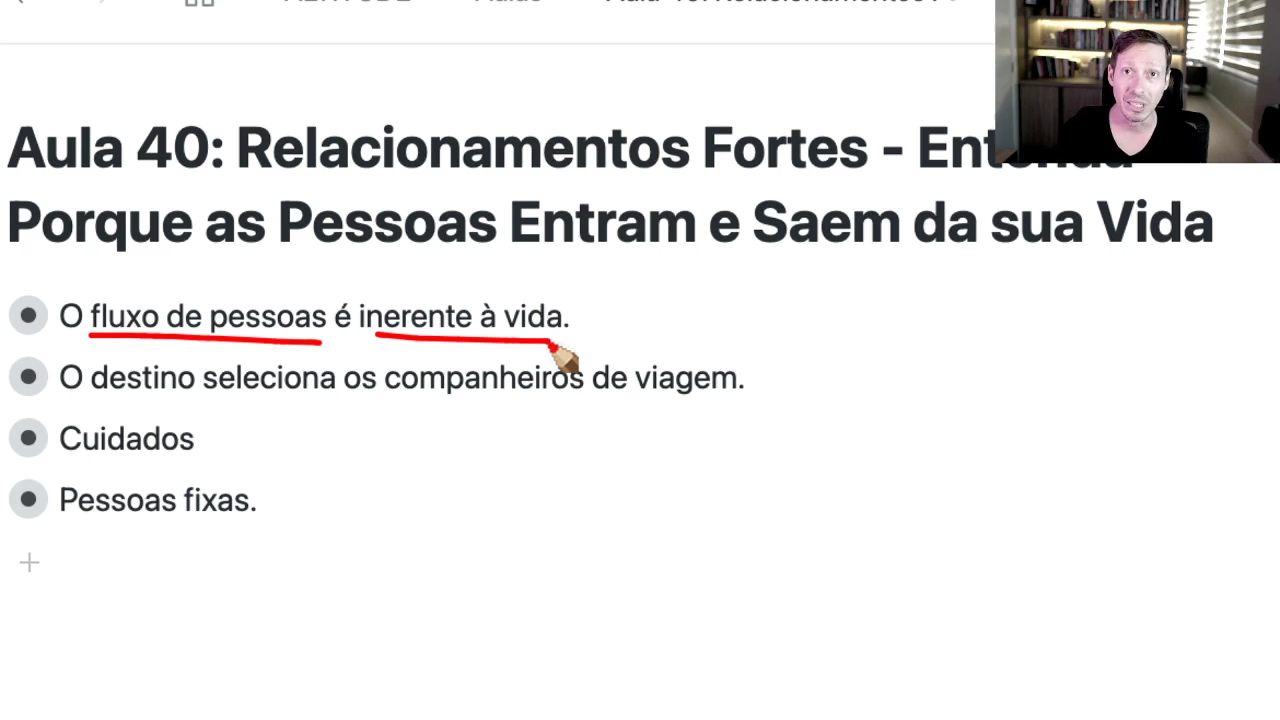 Aula 40: Relacionamentos Fortes - Entenda
Porque as Pessoas Entram e Saem da sua Vida
O fluxo de pessoas é inerente à vida.
O destino seleciona os companheiros de viagem.
Cuidados
Pessoas fixas.